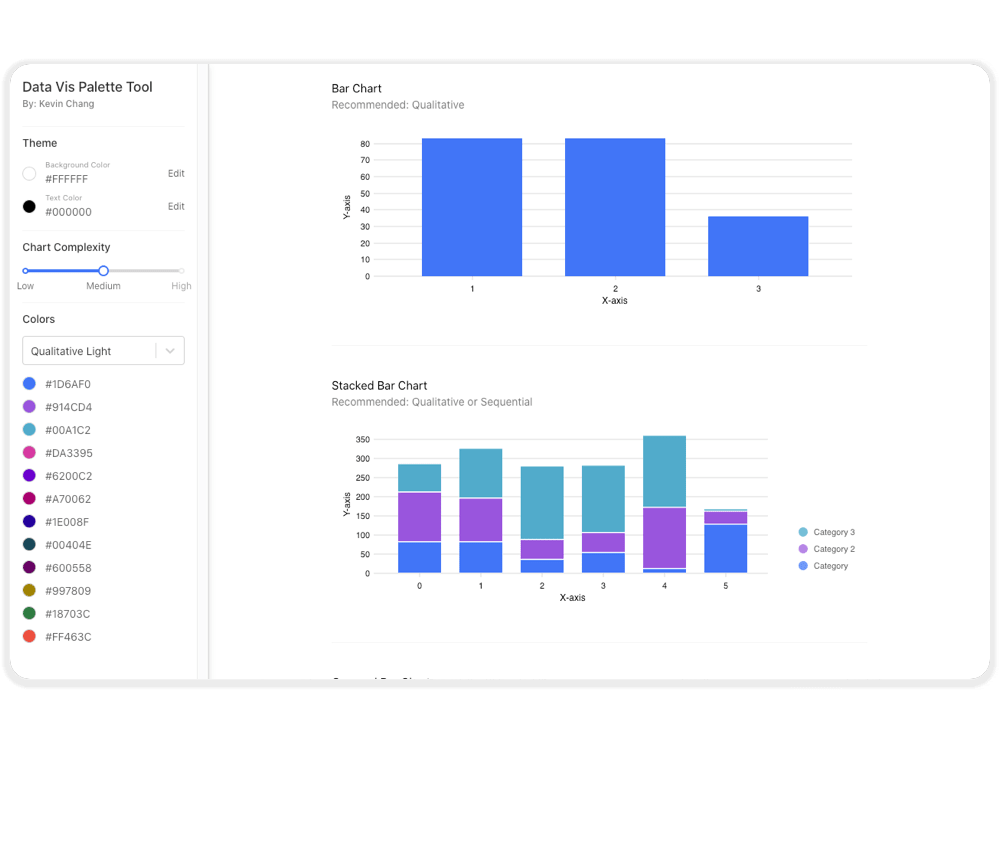 Data Vis Palette Tool
By: Kevin Chang
Theme
Background Color
#FFFFFF
Edit
Text Color
#000000
Edit
Chart Complexity
Low Medium High
Colors
Qualitative Light
#1D6AF0
#914CD4
#00A1C2
#DA3395
#6200C2
#A70062
#1E008F
#00404E
#600558
#997809
#18703C
#FF463C
Bar Chart
Recommended: Qualitative
80
70
60
50
40
30
20
10
0
Y-axis
1 2 3
X-axis
Stacked Bar Chart
Recommended: Qualitative or Sequential
350
300
250
200
150
100
50
0
Y-axis
0 1 2 3 4 5
X-axis
Category 3
Category 2
Category